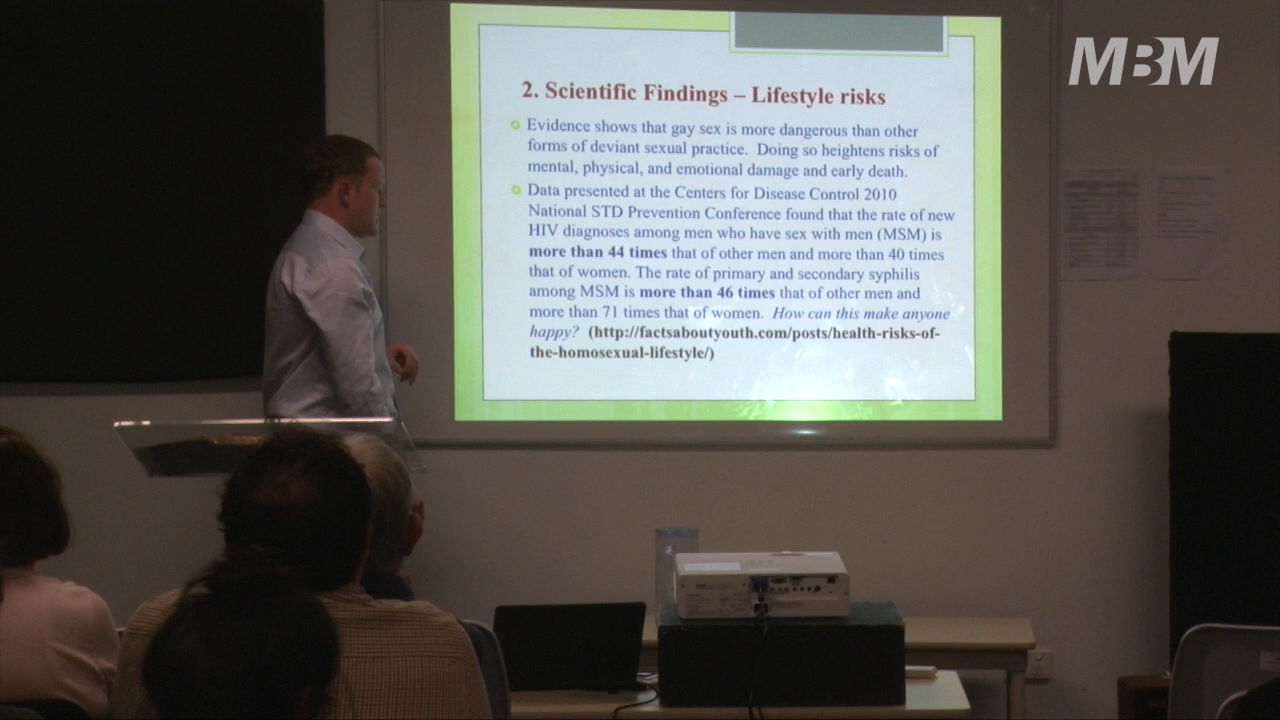 MBM
2. Scientific Findings – Lifestyle risks
Evidence shows that gay sex is more dangerous than other
forms of deviant sexual practice. Doing so heightens risks of
mental, physical, and emotional damage and early death.
Data presented at the Centers for Disease Control 2010
National STD Prevention Conference found that the rate of new
HIV diagnoses among men who have sex with men (MSM) is
more than 44 times that of other men and more than 40 times
that of women. The rate of primary and secondary syphilis
among MSM is more than 46 times that of other men and
more than 71 times that of women. How can this make anyone
happy? (http://factsaboutyouth.com/posts/health-risks-of-
the-homosexual-lifestyle/)